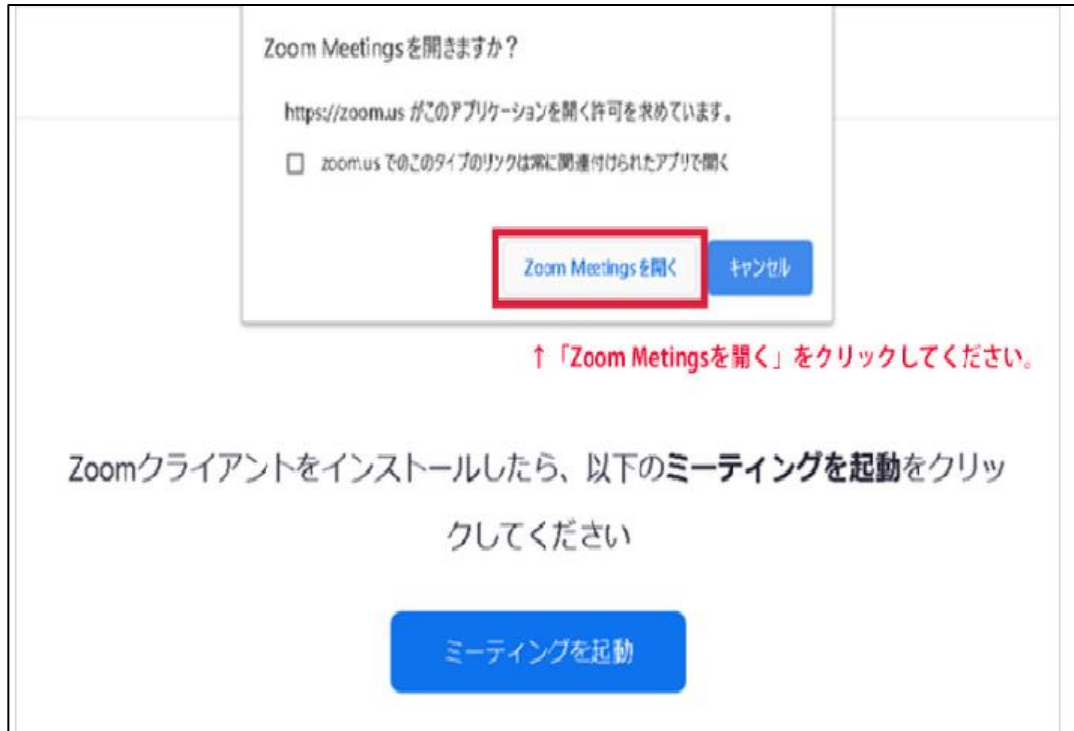 Zoom Meetingsを開きますか？
https://zoom.us がこのアプリケーションを開く許可を求めています。
zoom.us でのこのタイプのリンクは常に関連付けられたアプリで開く
Zoom Meetingsを開く キャンセル
↑「Zoom Metingsを開く」をクリックしてください。
Zoomクライアントをインストールしたら、以下のミーティングを起動をクリッ
クしてください
ミーティングを起動